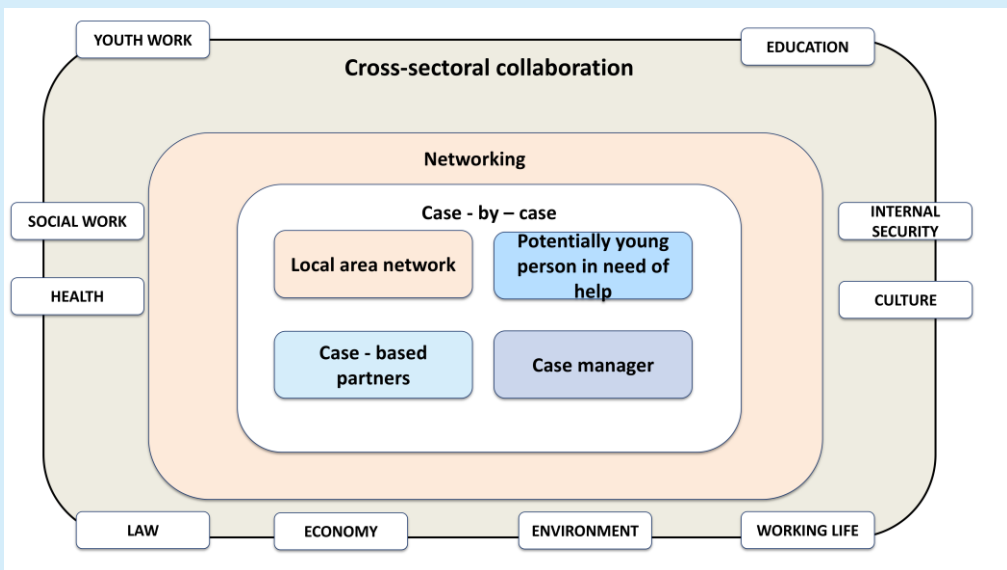 YOUTH WORK
EDUCATION
Cross-sectoral collaboration
Networking
SOCIAL WORK
Case - by – case
INTERNAL
SECURITY
Local area network
Potentially young
person in need of
help
HEALTH
CULTURE
Case - based
partners
Case manager
LAW
ECONOMY
ENVIRONMENT
WORKING LIFE